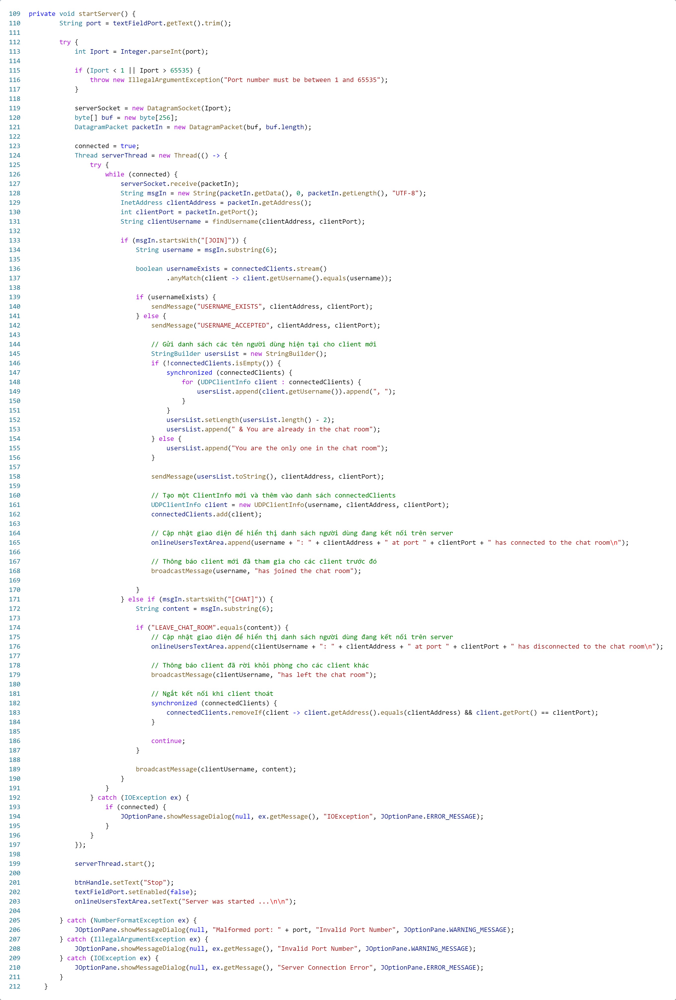 109 private void startServer() {
110         String port = textFieldPort.getText().trim();
111
112         try {
113             int Iport = Integer.parseInt(port);
114
115             if (Iport < 1 || Iport > 65535) {
116                 throw new IllegalArgumentException("Port number must be between 1 and 65535");
117             }
118
119             serverSocket = new DatagramSocket(Iport);
120             byte[] buf = new byte[256];
121             DatagramPacket packetIn = new DatagramPacket(buf, buf.length);
122
123             connected = true;
124             Thread serverThread = new Thread(() -> {
125                 try {
126                     while (connected) {
127                         serverSocket.receive(packetIn);
128                         String msgIn = new String(packetIn.getData(), 0, packetIn.getLength(), "UTF-8");
129                         InetAddress clientAddress = packetIn.getAddress();
130                         int clientPort = packetIn.getPort();
131                         String clientUsername = findUsername(clientAddress, clientPort);
132
133                         if (msgIn.startsWith("[JOIN]")) {
134                             String username = msgIn.substring(6);
135
136                             boolean usernameExists = connectedClients.stream()
137                                     .anyMatch(client -> client.getUsername().equals(username));
138
139                             if (usernameExists) {
140                                 sendMessage("USERNAME_EXISTS", clientAddress, clientPort);
141                             } else {
142                                 sendMessage("USERNAME_ACCEPTED", clientAddress, clientPort);
143
144                                 // Gửi danh sách các tên người dùng hiện tại cho client mới
145                                 StringBuilder usersList = new StringBuilder();
146                                 if (!connectedClients.isEmpty()) {
147                                     synchronized (connectedClients) {
148                                         for (UDPClientInfo client : connectedClients) {
149                                             usersList.append(client.getUsername()).append(", ");
150                                         }
151                                     }
152                                     usersList.setLength(usersList.length() - 2);
153                                     usersList.append(" & You are already in the chat room");
154                                 } else {
155                                     usersList.append("You are the only one in the chat room");
156                                 }
157
158                                 sendMessage(usersList.toString(), clientAddress, clientPort);
159
160                                 // Tạo một ClientInfo mới và thêm vào danh sách connectedClients
161                                 UDPClientInfo client = new UDPClientInfo(username, clientAddress, clientPort);
162                                 connectedClients.add(client);
163
164                                 // Cập nhật giao diện để hiển thị danh sách người dùng đang kết nối trên server
165                                 onlineUsersTextArea.append(username + ": " + clientAddress + " at port " + clientPort + " has connected to the chat room\n");
166
167                                 // Thông báo client mới đã tham gia cho các client trước đó
168                                 broadcastMessage(username, "has joined the chat room");
169
170                             }
171                         } else if (msgIn.startsWith("[CHAT]")) {
172                             String content = msgIn.substring(6);
173
174                             if ("LEAVE_CHAT_ROOM".equals(content)) {
175                                 // Cập nhật giao diện để hiển thị danh sách người dùng đang kết nối trên server
176                                 onlineUsersTextArea.append(clientUsername + ": " + clientAddress + " at port " + clientPort + " has disconnected to the chat room\n");
177
178                                 // Thông báo client đã rời khỏi phòng cho các client khác
179                                 broadcastMessage(clientUsername, "has left the chat room");
180
181                                 // Ngắt kết nối khi client thoát
182                                 synchronized (connectedClients) {
183                                     connectedClients.removeIf(client -> client.getAddress().equals(clientAddress) && client.getPort() == clientPort);
184                                 }
185
186                                 continue;
187                             }
188
189                             broadcastMessage(clientUsername, content);
190                         }
191                     }
192                 } catch (IOException ex) {
193                     if (connected) {
194                         JOptionPane.showMessageDialog(null, ex.getMessage(), "IOException", JOptionPane.ERROR_MESSAGE);
195                     }
196                 }
197             });
198
199             serverThread.start();
200
201             btnHandle.setText("Stop");
202             textFieldPort.setEnabled(false);
203             onlineUsersTextArea.setText("Server was started ...\n\n");
204
205         } catch (NumberFormatException ex) {
206             JOptionPane.showMessageDialog(null, "Malformed port: " + port, "Invalid Port Number", JOptionPane.WARNING_MESSAGE);
207         } catch (IllegalArgumentException ex) {
208             JOptionPane.showMessageDialog(null, ex.getMessage(), "Invalid Port Number", JOptionPane.WARNING_MESSAGE);
209         } catch (IOException ex) {
210             JOptionPane.showMessageDialog(null, ex.getMessage(), "Server Connection Error", JOptionPane.ERROR_MESSAGE);
211         }
212     }